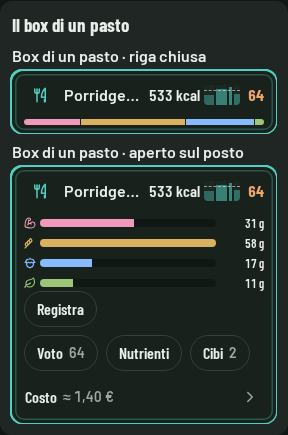 Il box di un pasto
Box di un pasto · riga chiusa
Porridge… 533 kcal 64
Box di un pasto · aperto sul posto
Porridge… 533 kcal 64
31 g
58 g
17 g
11 g
Registra
Voto 64 Nutrienti Cibi 2
Costo ≈ 1,40 €